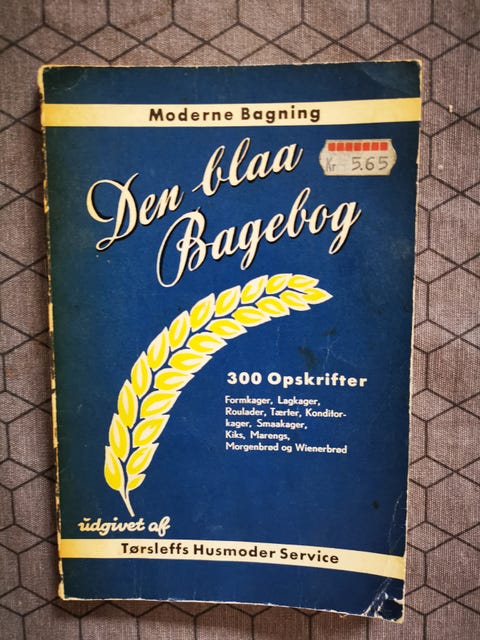 Moderne Bagning
Kr 5.65
Den blaa
Bagebog
300 Opskrifter
Formkager, Lagkager,
Roulader, Tærter, Konditor-
kager, Smaakager,
Kiks, Marengs,
Morgenbrød og Wienerbrød
udgivet af
Tørsleffs Husmoder Service